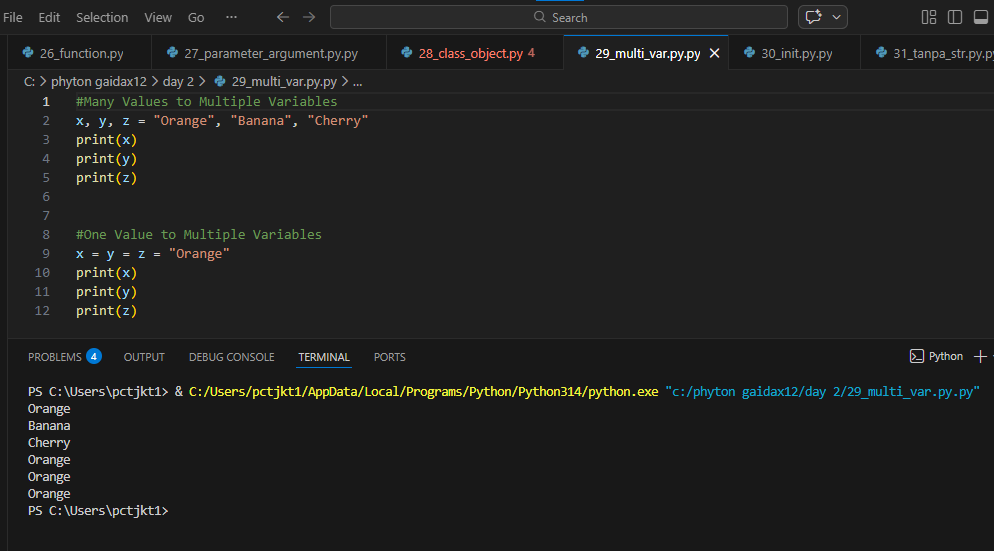 File Edit Selection View Go ··· Search
26_function.py 27_parameter_argument.py.py 28_class_object.py 4 29_multi_var.py.py 30_init.py.py 31_tanpa_str.py.py
C: > phyton gaidax12 > day 2 > 29_multi_var.py.py > ...
1 #Many Values to Multiple Variables
2 x, y, z = "Orange", "Banana", "Cherry"
3 print(x)
4 print(y)
5 print(z)
6
7
8 #One Value to Multiple Variables
9 x = y = z = "Orange"
10 print(x)
11 print(y)
12 print(z)
PROBLEMS 4 OUTPUT DEBUG CONSOLE TERMINAL PORTS Python
PS C:\Users\pctjkt1> & C:/Users/pctjkt1/AppData/Local/Programs/Python/Python314/python.exe "c:/phyton gaidax12/day 2/29_multi_var.py.py"
Orange
Banana
Cherry
Orange
Orange
Orange
PS C:\Users\pctjkt1>